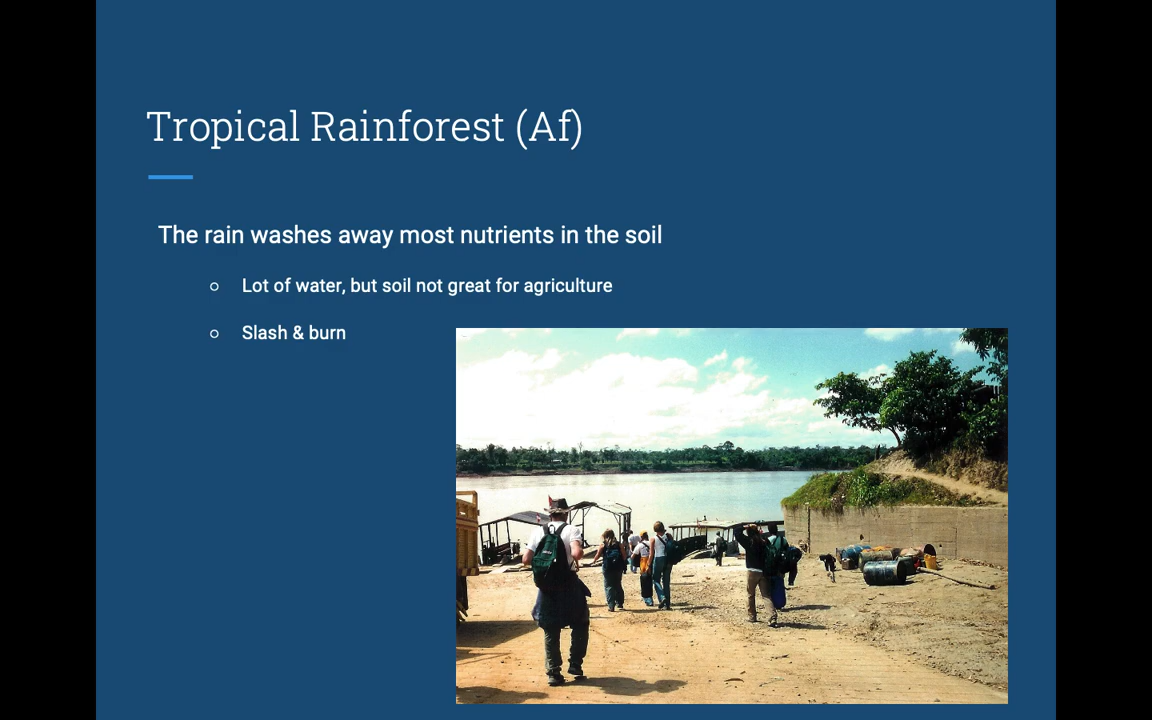 Tropical Rainforest (Af)
The rain washes away most nutrients in the soil
Lot of water, but soil not great for agriculture
Slash & burn